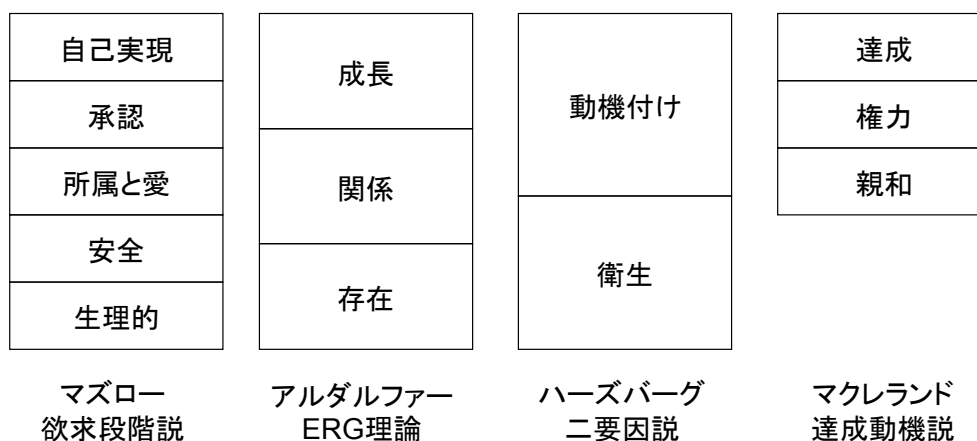 自己実現
承認
所属と愛
安全
生理的
マズロー
欲求段階説
成長
関係
存在
アルダルファー
ERG理論
動機付け
衛生
ハーズバーグ
二要因説
達成
権力
親和
マクレランド
達成動機説